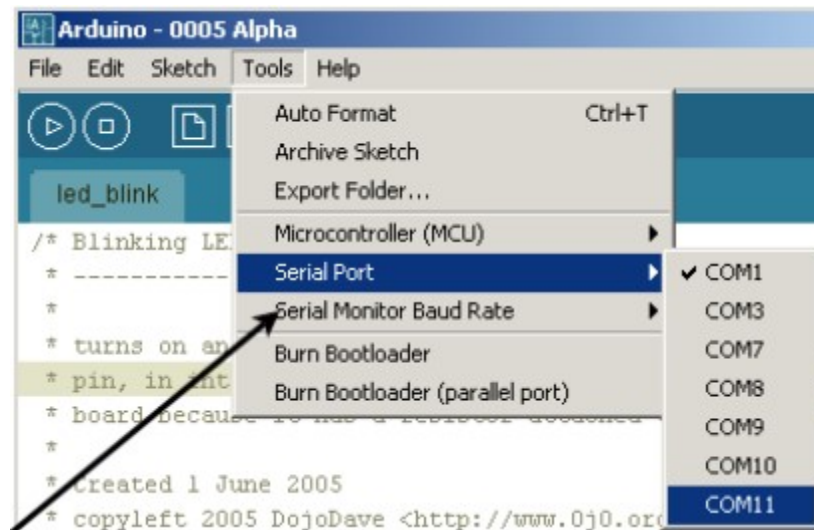 Arduino - 0005 Alpha
File Edit Sketch Tools Help
Auto Format Ctrl+T
Archive Sketch
Export Folder...
Microcontroller (MCU)
Serial Port
Serial Monitor Baud Rate
Burn Bootloader
Burn Bootloader (parallel port)
COM1
COM3
COM7
COM8
COM9
COM10
COM11
led_blink
/* Blinking LE
* -----------
*
* turns on an
* pin, in int
* board becau
*
* Created 1 June 2005
* copyleft 2005 DojoDave <http://www.0j0.or